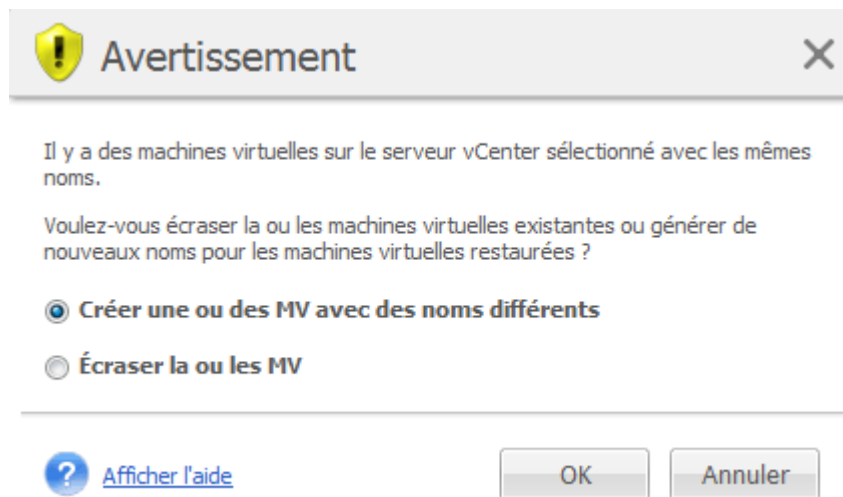 Avertissement
Il y a des machines virtuelles sur le serveur vCenter sélectionné avec les mêmes
noms.
Voulez-vous écraser la ou les machines virtuelles existantes ou générer de
nouveaux noms pour les machines virtuelles restaurées ?
Créer une ou des MV avec des noms différents
Écraser la ou les MV
Afficher l'aide
OK
Annuler